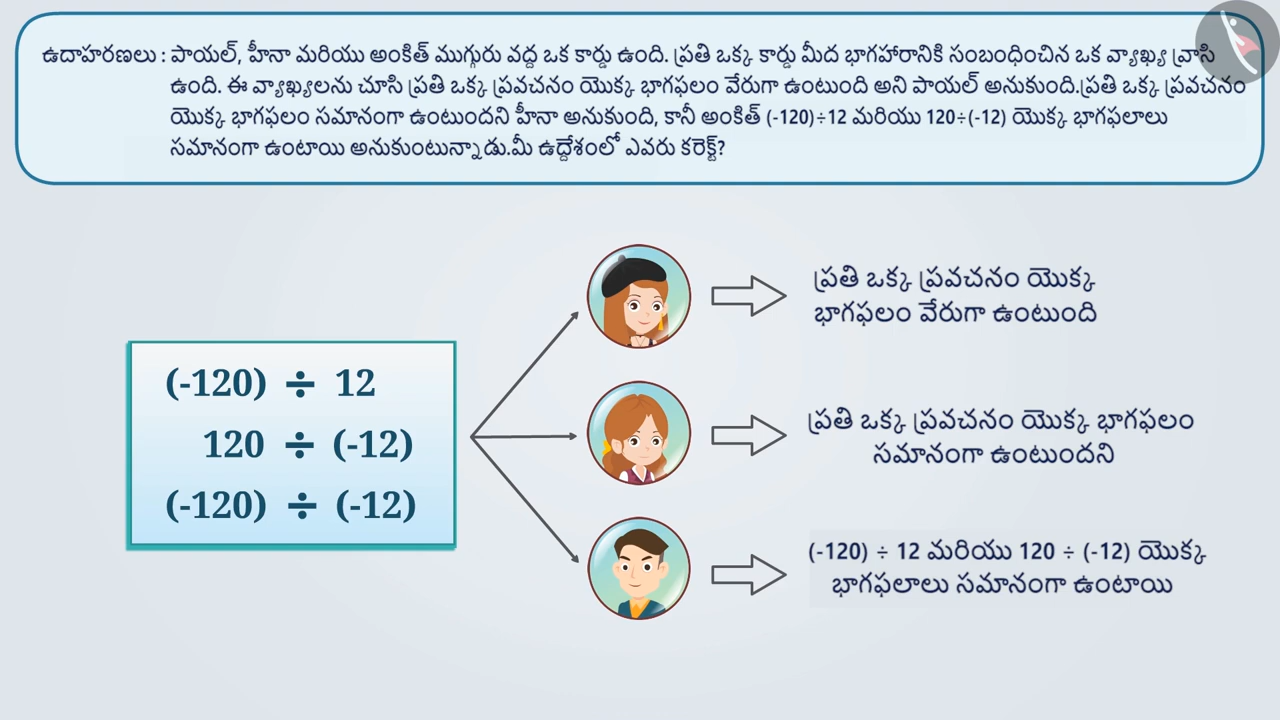 ఉదాహరణలు : పాయల్, హీనా మరియు అంకిత్ ముగ్గురు వద్ద ఒక కార్డు ఉంది. ప్రతి ఒక్క కార్డు మీద భాగహారానికి సంబంధించిన ఒక వ్యాఖ్య వ్రాసి
ఉంది. ఈ వ్యాఖ్యలను చూసి ప్రతి ఒక్క ప్రవచనం యొక్క భాగఫలం వేరుగా ఉంటుంది అని పాయల్ అనుకుంది.ప్రతి ఒక్క ప్రవచనం
యొక్క భాగఫలం సమానంగా ఉంటుందని హీనా అనుకుంది, కానీ అంకిత్ (-120)÷12 మరియు 120÷(-12) యొక్క భాగఫలాలు
సమానంగా ఉంటాయి అనుకుంటున్నాడు.మీ ఉద్దేశంలో ఎవరు కరెక్ట్?
ప్రతి ఒక్క ప్రవచనం యొక్క
భాగఫలం వేరుగా ఉంటుంది
(-120) ÷ 12
120 ÷ (-12)
(-120) ÷ (-12)
ప్రతి ఒక్క ప్రవచనం యొక్క భాగఫలం
సమానంగా ఉంటుందని
(-120) ÷ 12 మరియు 120 ÷ (-12) యొక్క
భాగఫలాలు సమానంగా ఉంటాయి